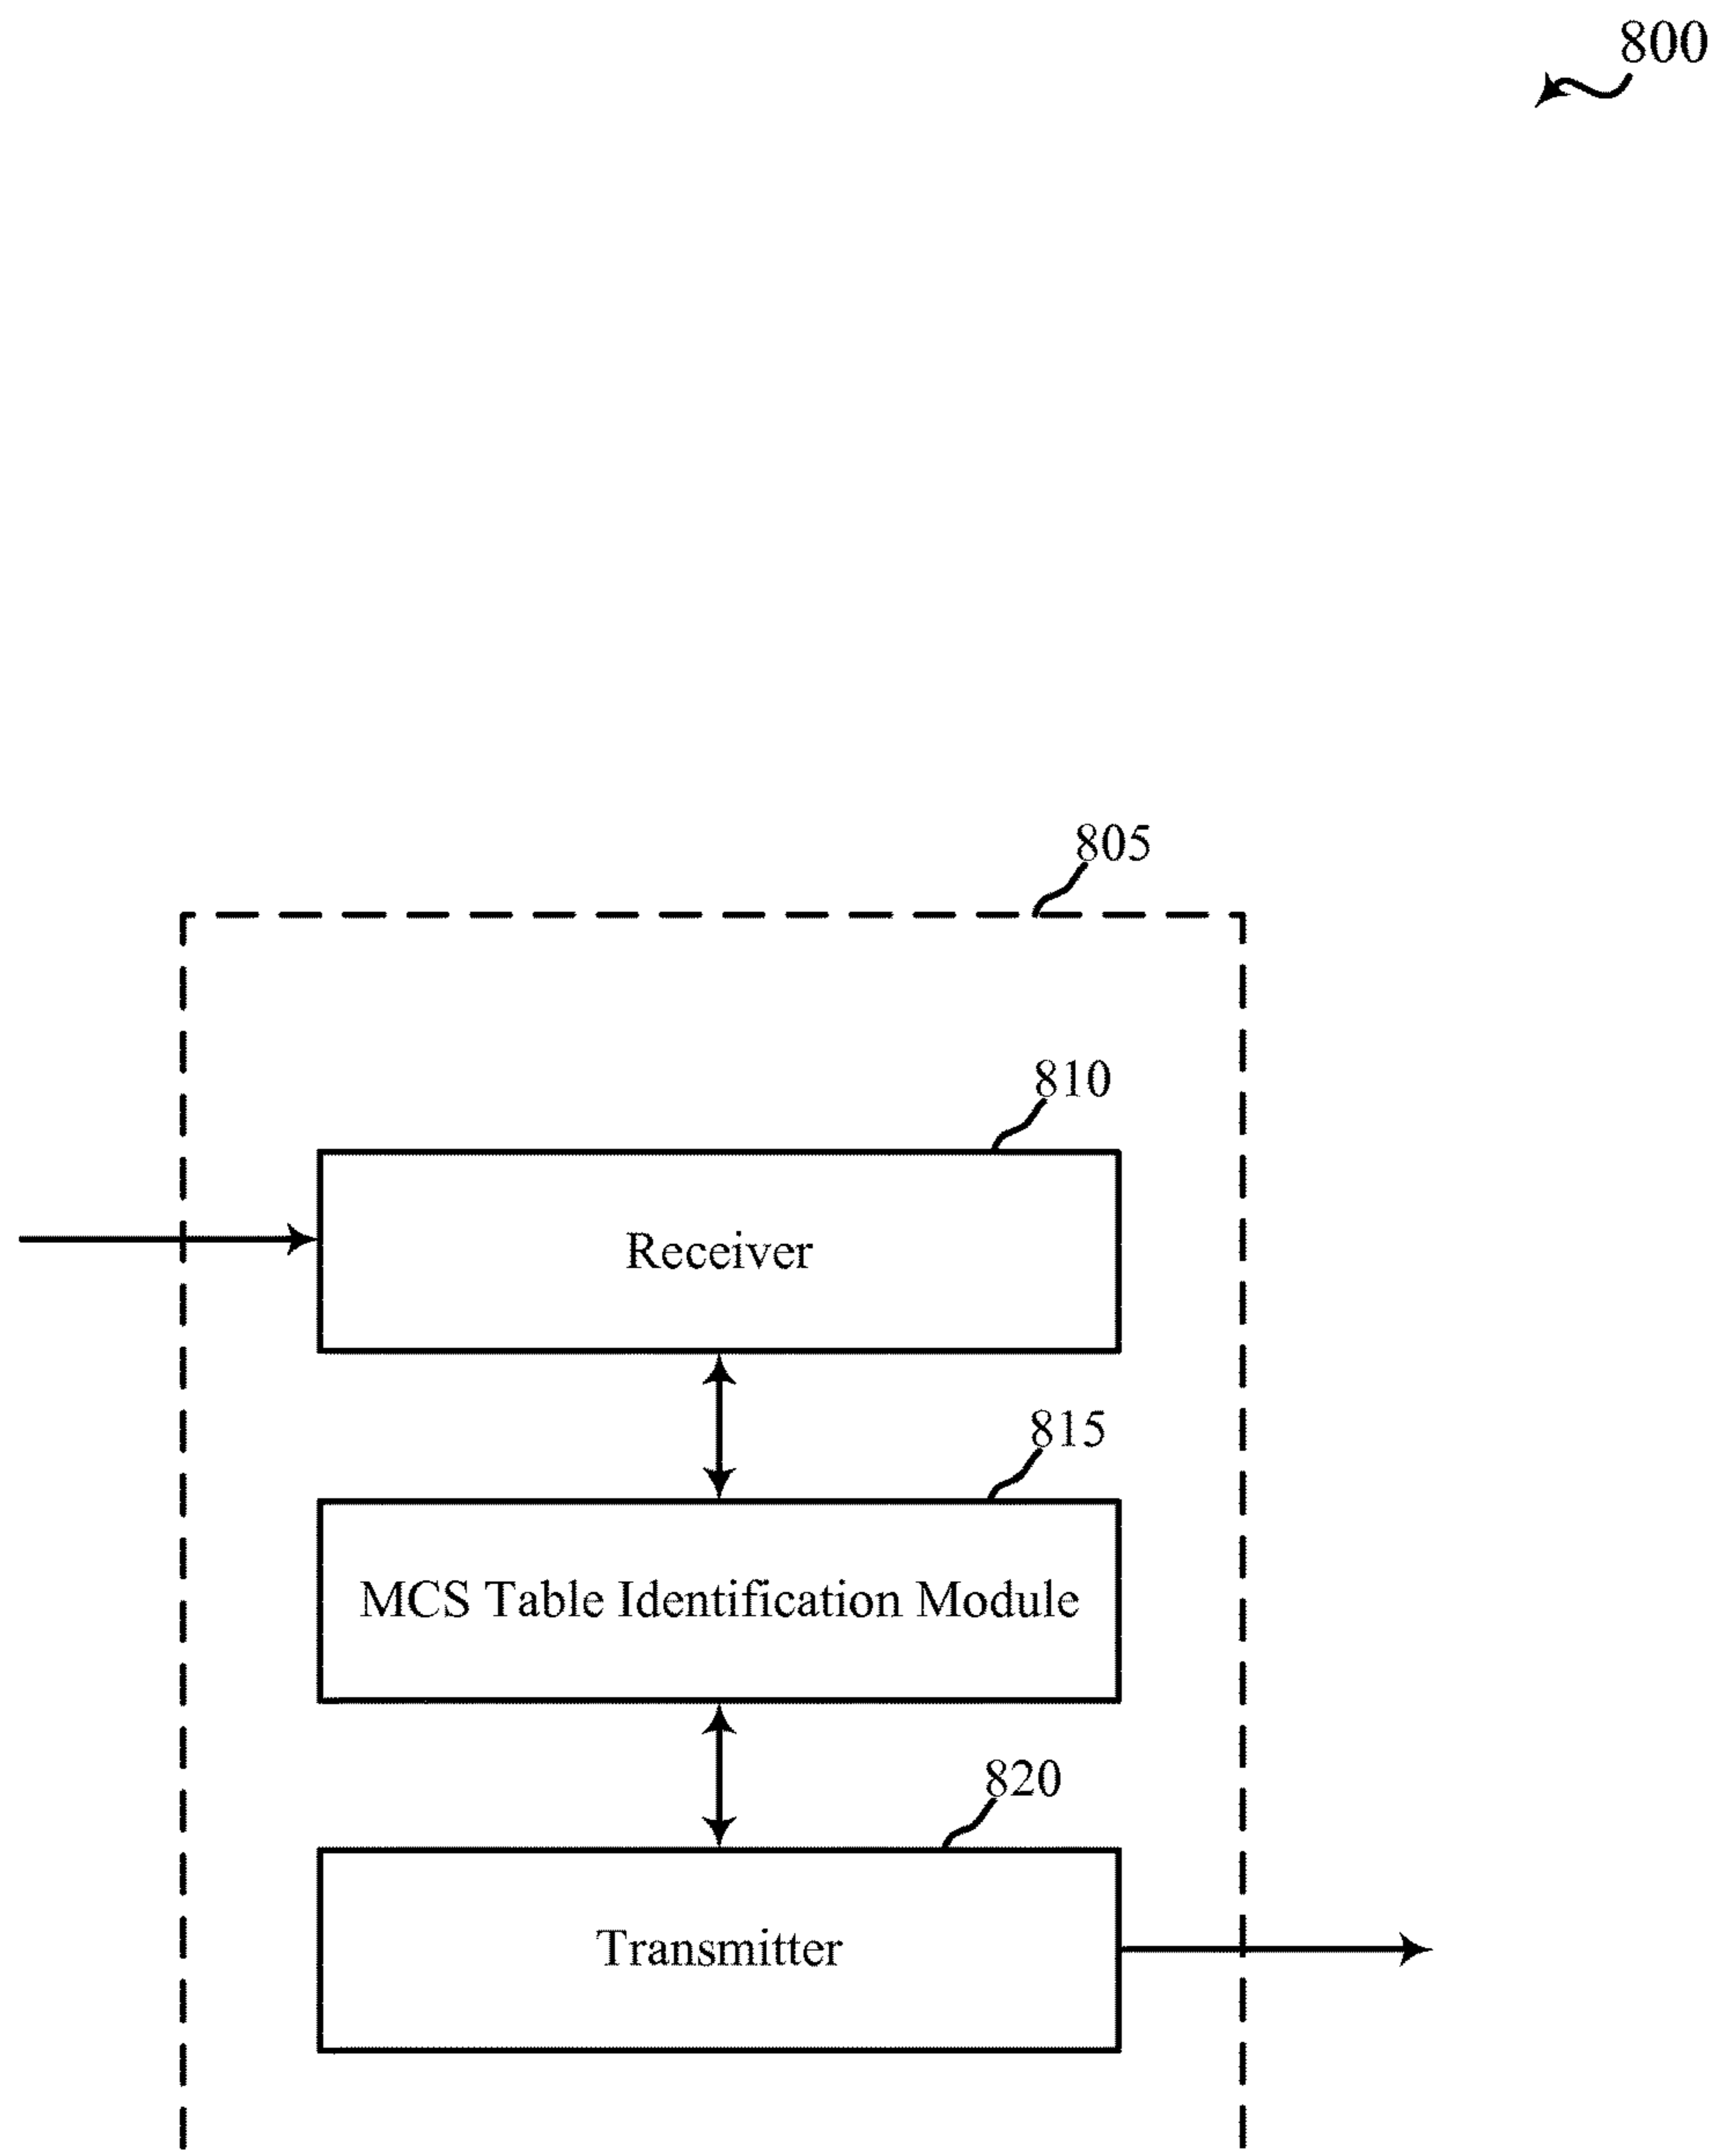 800
805
810
Receiver
815
MCS Table Identification Module
820
Transmitter